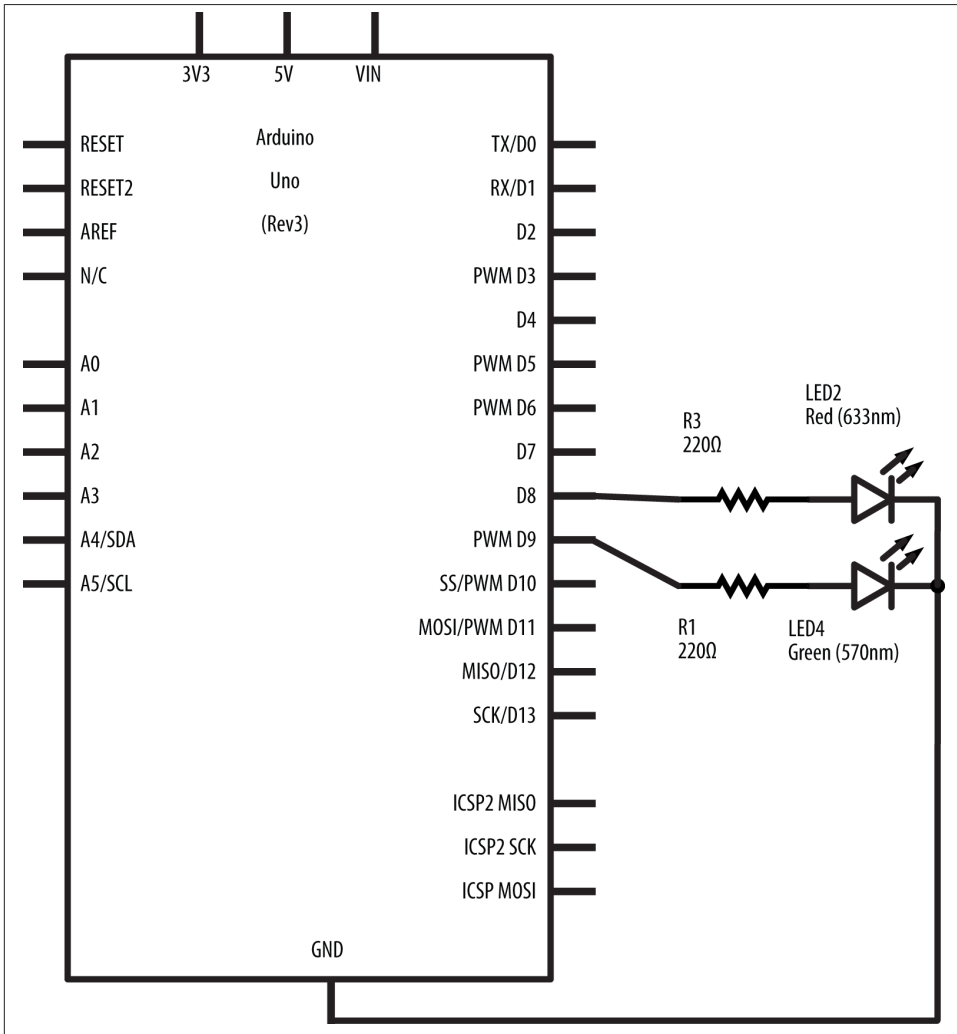 3V3
5V
VIN
Arduino
Uno
(Rev3)
RESET
RESET2
AREF
N/C
A0
A1
A2
A3
A4/SDA
A5/SCL
TX/D0
RX/D1
D2
PWM D3
D4
PWM D5
PWM D6
D7
D8
PWM D9
SS/PWM D10
MOSI/PWM D11
MISO/D12
SCK/D13
ICSP2 MISO
ICSP2 SCK
ICSP MOSI
GND
R3
220Ω
LED2
Red (633nm)
R1
220Ω
LED4
Green (570nm)